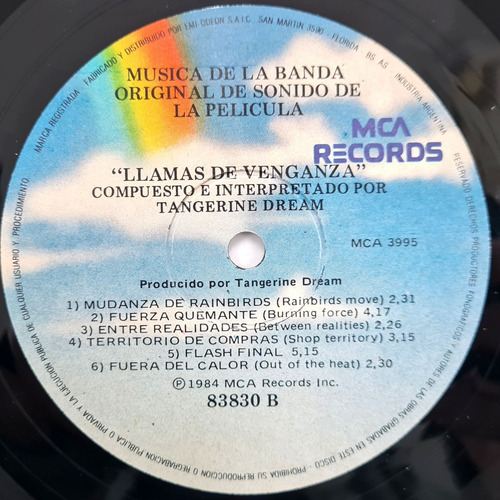 MUSICA DE LA BANDA
ORIGINAL DE SONIDO DE
LA PELICULA
MCA
RECORDS
"LLAMAS DE VENGANZA"
COMPUESTO E INTERPRETADO POR
TANGERINE DREAM
MCA 3995
Producido por Tangerine Dream
1) MUDANZA DE RAINBIRDS (Rainbirds move) 2,31
2) FUERZA QUEMANTE (Burning force) 4,17
3) ENTRE REALIDADES (Between realities) 2,26
4) TERRITORIO DE COMPRAS (Shop territory) 3,15
5) FLASH FINAL 5,15
6) FUERA DEL CALOR (Out of the heat) 2,30
Ⓟ 1984 MCA Records Inc.
83830 B
MARCA REGISTRADA - FABRICADO Y DISTRIBUIDO POR EMI-ODEON S.A.I.C. SAN MARTIN 3590 - FLORIDA - BS AS INDUSTRIA ARGENTINA
RESERVADO DERECHOS PRODUCTORES FONOGRAFICOS Y AUTORES DE LAS OBRAS GRABADAS EN ESTE DISCO - PROHIBIDA SU REPRODUCCION O REGRABACION PUBLICA O PRIVADA Y LA EJECUCION PUBLICA DE CUALQUIER USUARIO Y PROCEDIMIENTO